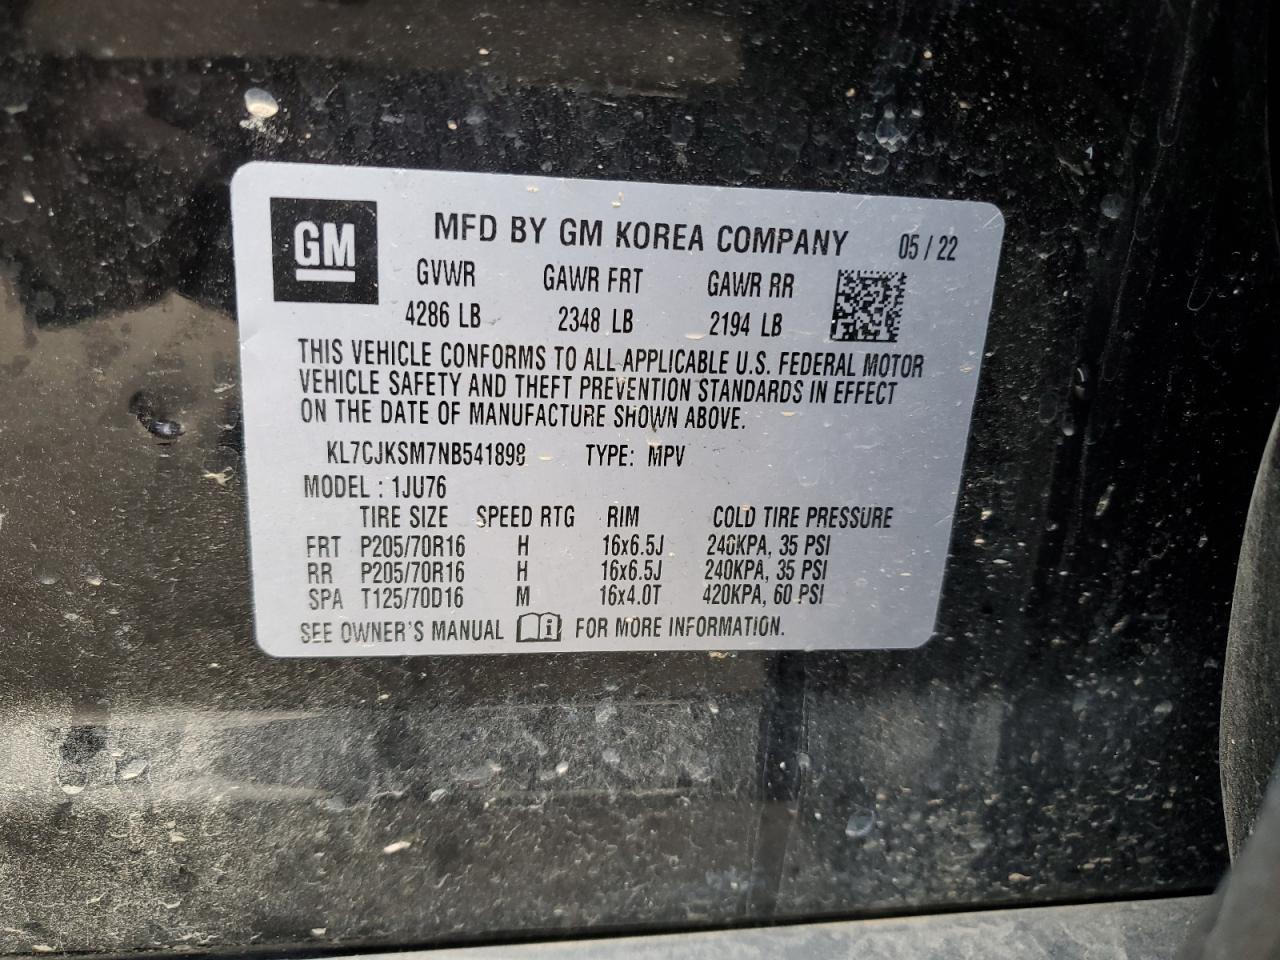 GM
MFD BY GM KOREA COMPANY 05 / 22
GVWR GAWR FRT GAWR RR
4286 LB 2348 LB 2194 LB
THIS VEHICLE CONFORMS TO ALL APPLICABLE U.S. FEDERAL MOTOR
VEHICLE SAFETY AND THEFT PREVENTION STANDARDS IN EFFECT
ON THE DATE OF MANUFACTURE SHOWN ABOVE.
KL7CJKSM7NB541898 TYPE: MPV
MODEL : 1JU76
TIRE SIZE SPEED RTG RIM COLD TIRE PRESSURE
FRT P205/70R16 H 16x6.5J 240KPA, 35 PSI
RR P205/70R16 H 16x6.5J 240KPA, 35 PSI
SPA T125/70D16 M 16x4.0T 420KPA, 60 PSI
SEE OWNER'S MANUAL i FOR MORE INFORMATION.